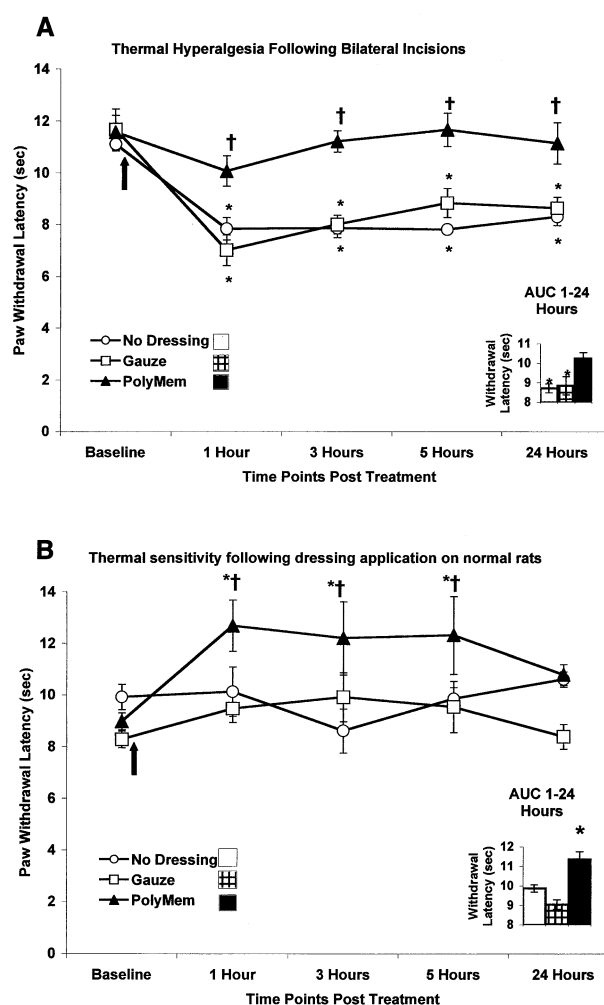 A
Thermal Hyperalgesia Following Bilateral Incisions
14
12
10
8
6
4
2
0
Paw Withdrawal Latency (sec)
† † † †
* * * *
* * * *
No Dressing
Gauze
PolyMem
AUC 1-24
Hours
Withdrawal
Latency (sec)
11
10
9
8
* *
Baseline 1 Hour 3 Hours 5 Hours 24 Hours
Time Points Post Treatment
B
Thermal sensitivity following dressing application on normal rats
14
12
10
8
6
4
2
0
Paw Withdrawal Latency (sec)
*† *† *†
No Dressing
Gauze
PolyMem
AUC 1-24
Hours
Withdrawal
Latency (sec)
12
11
10
9
8
*
Baseline 1 Hour 3 Hours 5 Hours 24 Hours
Time Points Post Treatment